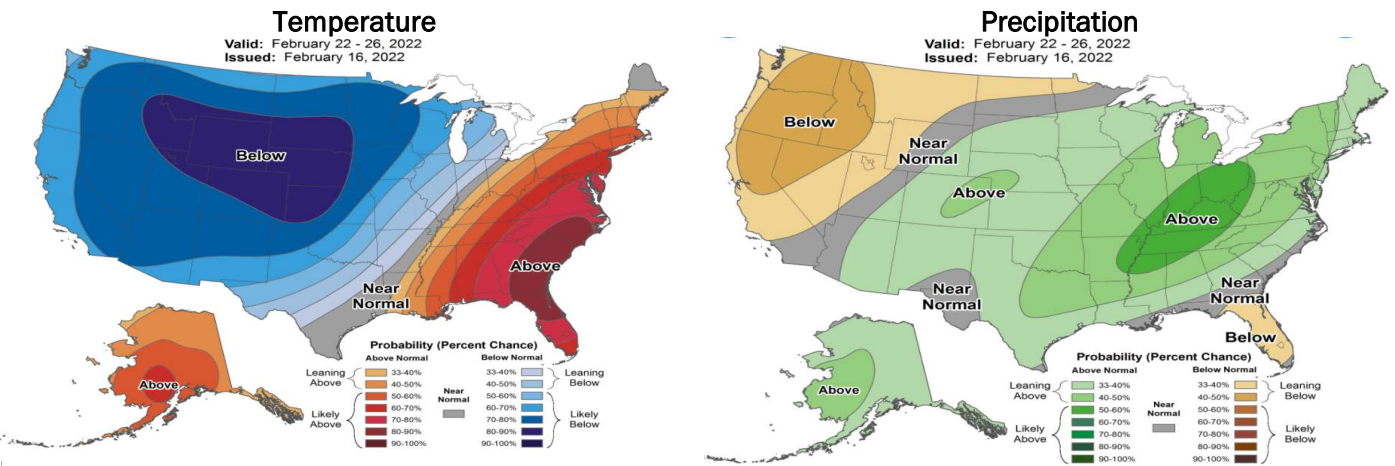 Temperature
Valid: February 22 - 26, 2022
Issued: February 16, 2022
Below
Above
Near
Normal
Above
Probability (Percent Chance)
Above Normal
Below Normal
Leaning
Above
33-40%
40-50%
Likely
Above
50-60%
60-70%
70-80%
80-90%
90-100%
Near
Normal
33-40%
40-50%
Leaning
Below
50-60%
60-70%
70-80%
80-90%
90-100%
Likely
Below
Precipitation
Valid: February 22 - 26, 2022
Issued: February 16, 2022
Below
Near
Normal
Above
Above
Near
Normal
Near
Normal
Below
Above
Probability (Percent Chance)
Above Normal
Below Normal
Leaning
Above
33-40%
40-50%
Likely
Above
50-60%
60-70%
70-80%
80-90%
90-100%
Near
Normal
33-40%
40-50%
Leaning
Below
50-60%
60-70%
70-80%
80-90%
90-100%
Likely
Below